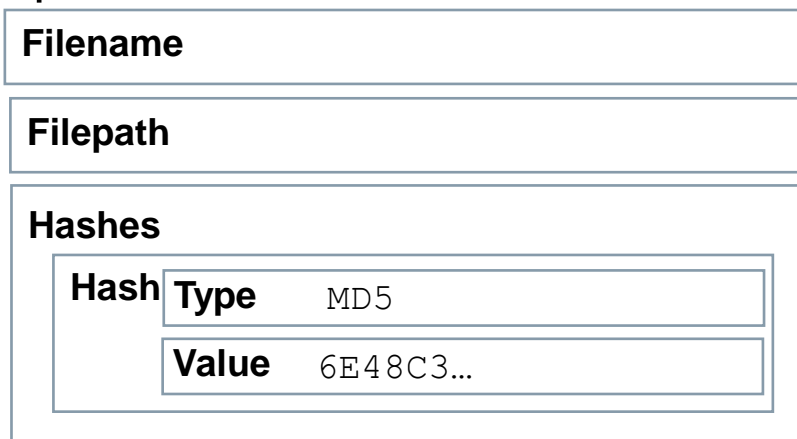 Filename
Filepath
Hashes
Hash Type MD5
Value 6E48C3…